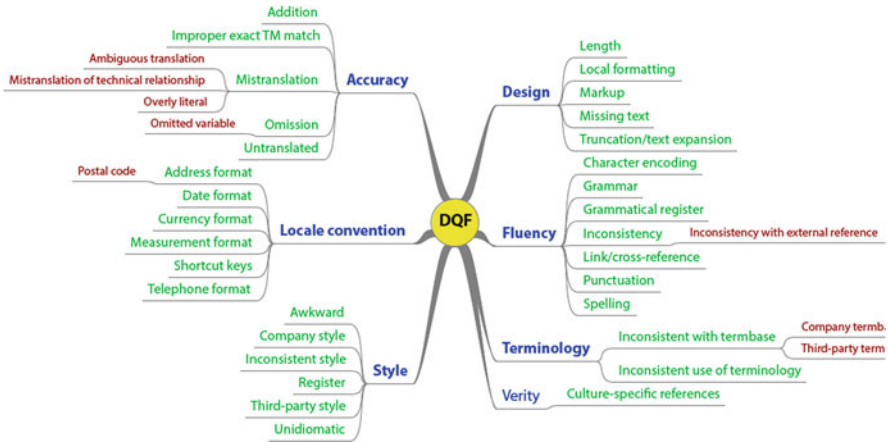 DQF
Accuracy
Addition
Improper exact TM match
Mistranslation
Ambiguous translation
Mistranslation of technical relationship
Overly literal
Omission
Omitted variable
Untranslated
Locale convention
Address format
Postal code
Date format
Currency format
Measurement format
Shortcut keys
Telephone format
Style
Awkward
Company style
Inconsistent style
Register
Third-party style
Unidiomatic
Design
Length
Local formatting
Markup
Missing text
Truncation/text expansion
Fluency
Character encoding
Grammar
Grammatical register
Inconsistency
Inconsistency with external reference
Link/cross-reference
Punctuation
Spelling
Terminology
Inconsistent with termbase
Company
Third-party term
Inconsistent use of terminology
Verity
Culture-specific references